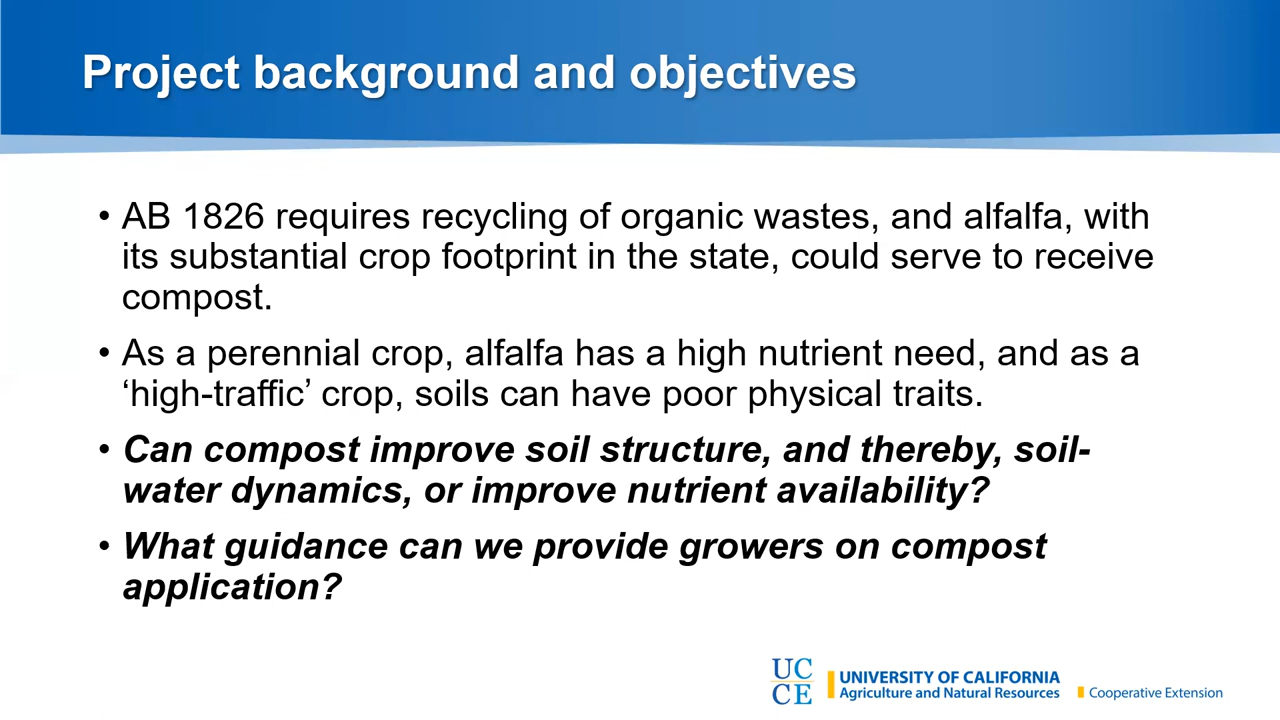 Project background and objectives
• AB 1826 requires recycling of organic wastes, and alfalfa, with
its substantial crop footprint in the state, could serve to receive
compost.
• As a perennial crop, alfalfa has a high nutrient need, and as a
‘high-traffic’ crop, soils can have poor physical traits.
• Can compost improve soil structure, and thereby, soil-
water dynamics, or improve nutrient availability?
• What guidance can we provide growers on compost
application?
UC
CE
UNIVERSITY OF CALIFORNIA
Agriculture and Natural Resources
Cooperative Extension